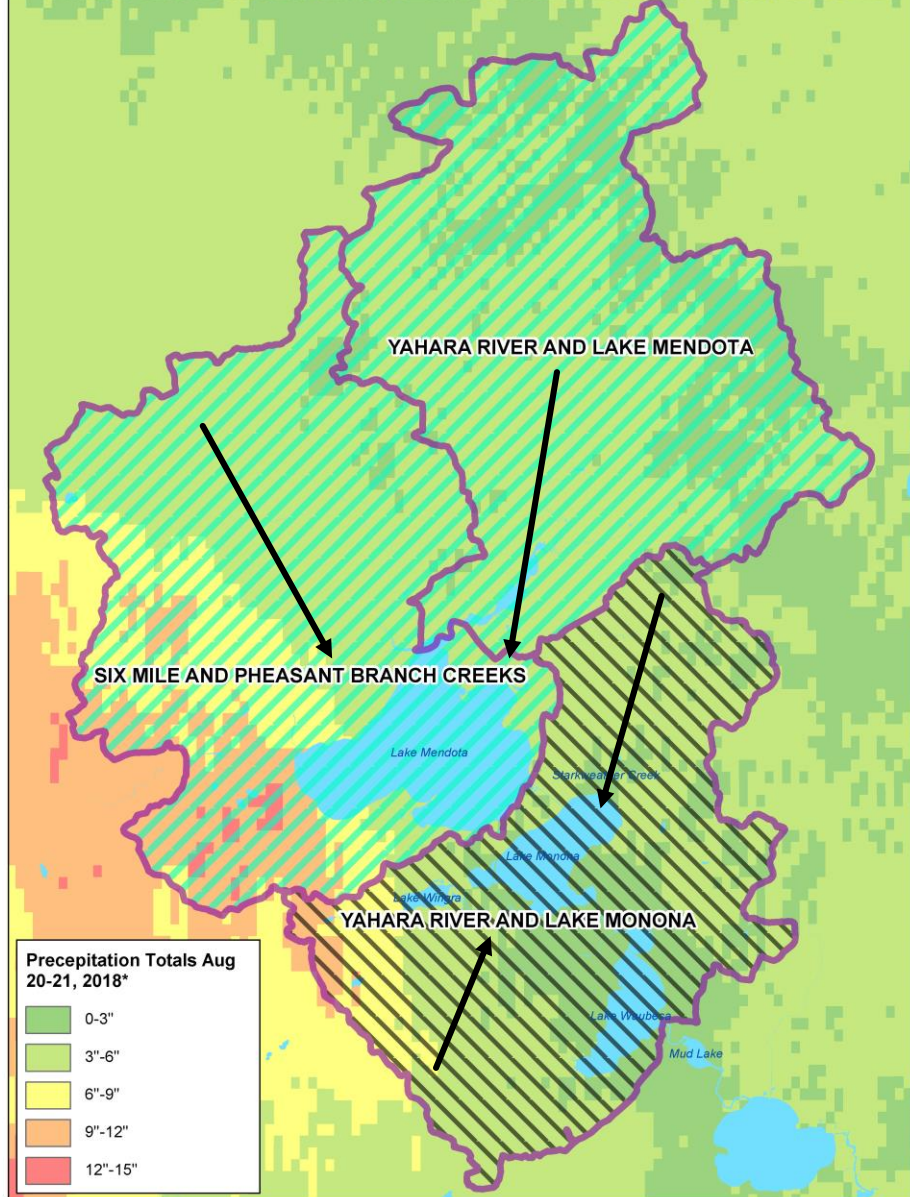 YAHARA RIVER AND LAKE MENDOTA
SIX MILE AND PHEASANT BRANCH CREEKS
Lake Mendota
Starkweather Creek
Lake Monona
Lake Wingra
YAHARA RIVER AND LAKE MONONA
Lake Waubesa
Mud Lake
Precepitation Totals Aug
20-21, 2018*
0-3"
3"-6"
6"-9"
9"-12"
12"-15"